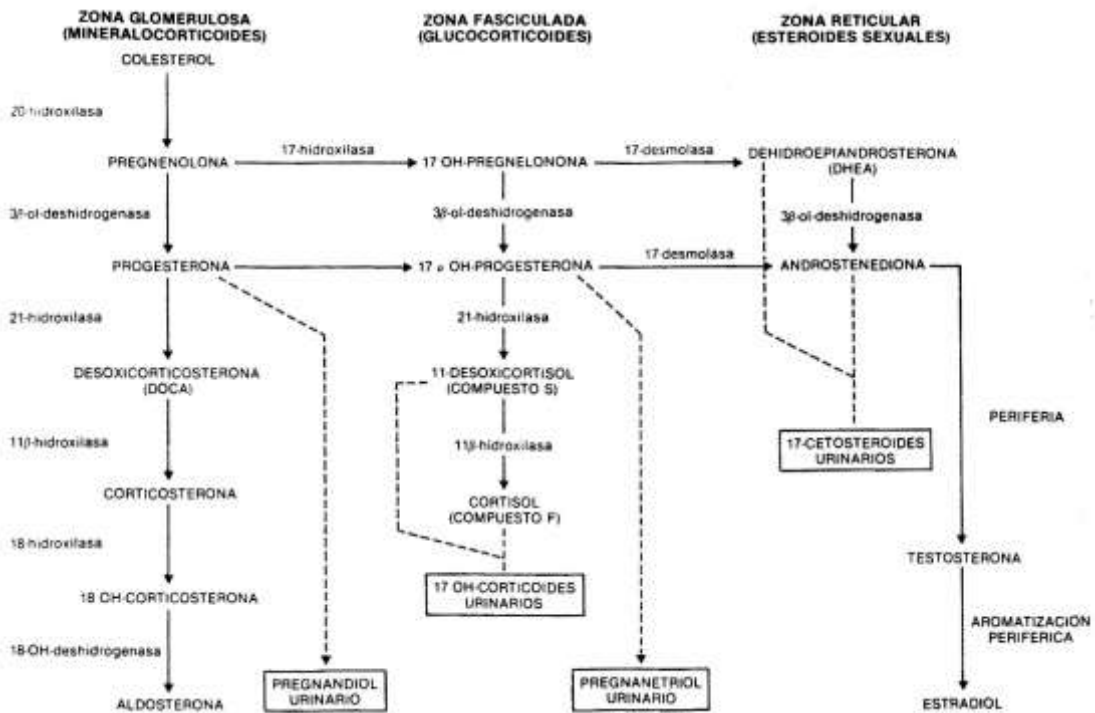 ZONA GLOMERULOSA
(MINERALOCORTICOIDES)
ZONA FASCICULADA
(GLUCOCORTICOIDES)
ZONA RETICULAR
(ESTEROIDES SEXUALES)
COLESTEROL
20-hidroxilasa
PREGNENOLONA
17-hidroxilasa
17 OH-PREGNELONONA
17-desmolasa
DEHIDROEPIANDROSTERONA
(DHEA)
3β-ol-deshidrogenasa
3β-ol-deshidrogenasa
3β-ol-deshidrogenasa
PROGESTERONA
17 α OH-PROGESTERONA
17-desmolasa
ANDROSTENEDIONA
21-hidroxilasa
21-hidroxilasa
DESOXICORTICOSTERONA
(DOCA)
11-DESOXICORTISOL
(COMPUESTO S)
PERIFERIA
11β-hidroxilasa
11β-hidroxilasa
17-CETOSTEROIDES
URINARIOS
CORTICOSTERONA
CORTISOL
(COMPUESTO F)
18-hidroxilasa
TESTOSTERONA
18 OH-CORTICOSTERONA
17 OH-CORTICOIDES
URINARIOS
AROMATIZACIÓN
PERIFERICA
18-OH-deshidrogenasa
PREGNANDIOL
URINARIO
PREGNANETRIOL
URINARIO
ALDOSTERONA
ESTRADIOL